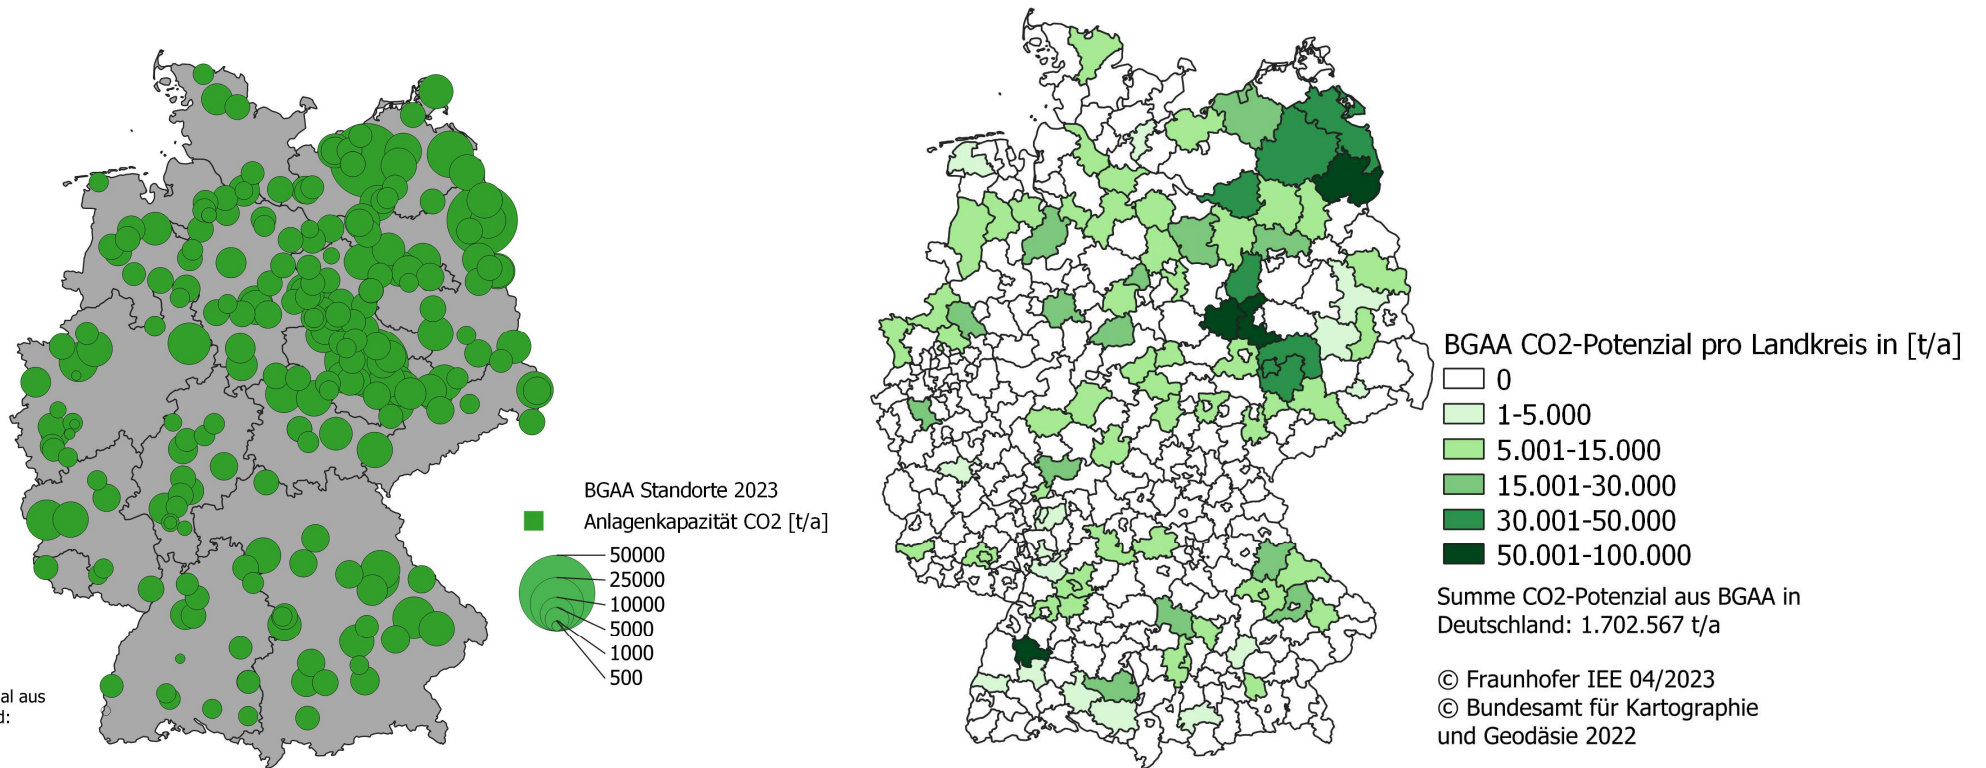 al aus
d:
BGAA Standorte 2023
Anlagenkapazität CO2 [t/a]
50000
25000
10000
5000
1000
500
BGAA CO2-Potenzial pro Landkreis in [t/a]
0
1-5.000
5.001-15.000
15.001-30.000
30.001-50.000
50.001-100.000
Summe CO2-Potenzial aus BGAA in
Deutschland: 1.702.567 t/a
© Fraunhofer IEE 04/2023
© Bundesamt für Kartographie
und Geodäsie 2022